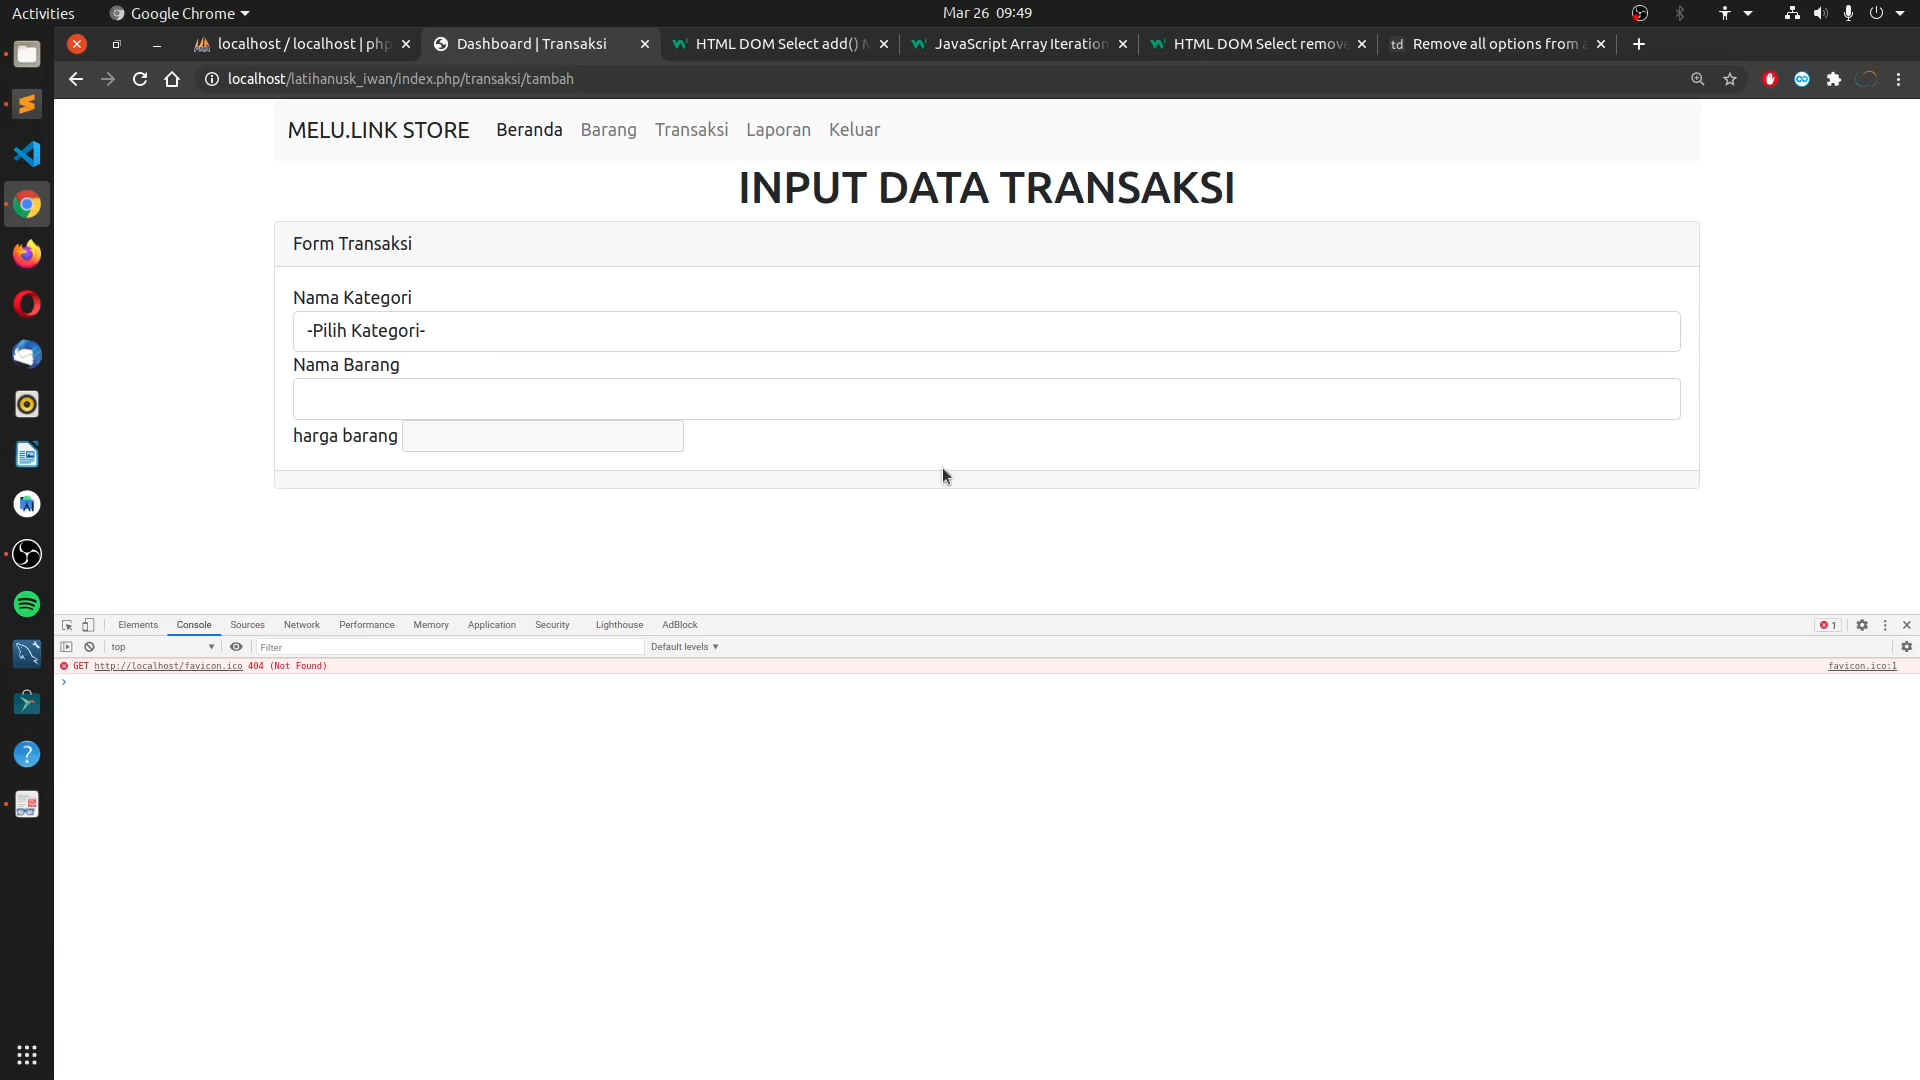 Activities
Google Chrome
Mar 26 09:49
localhost / localhost | php
Dashboard | Transaksi
HTML DOM Select add()
JavaScript Array Iteration
HTML DOM Select remove
td Remove all options from
localhost/latihanusk_iwan/index.php/transaksi/tambah
MELU.LINK STORE Beranda Barang Transaksi Laporan Keluar
INPUT DATA TRANSAKSI
Form Transaksi
Nama Kategori
-Pilih Kategori-
Nama Barang
harga barang
Elements Console Sources Network Performance Memory Application Security Lighthouse AdBlock
1
top
Filter
Default levels
GET http://localhost/favicon.ico 404 (Not Found)
favicon.ico:1